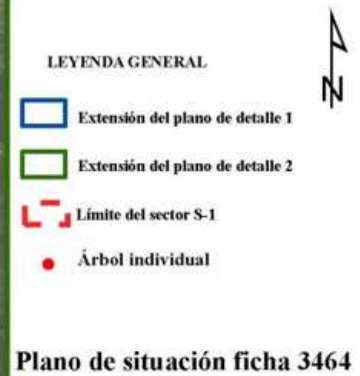 N
LEYENDA GENERAL
Extensión del plano de detalle 1
Extensión del plano de detalle 2
Límite del sector S-1
Árbol individual
Plano de situación ficha 3464